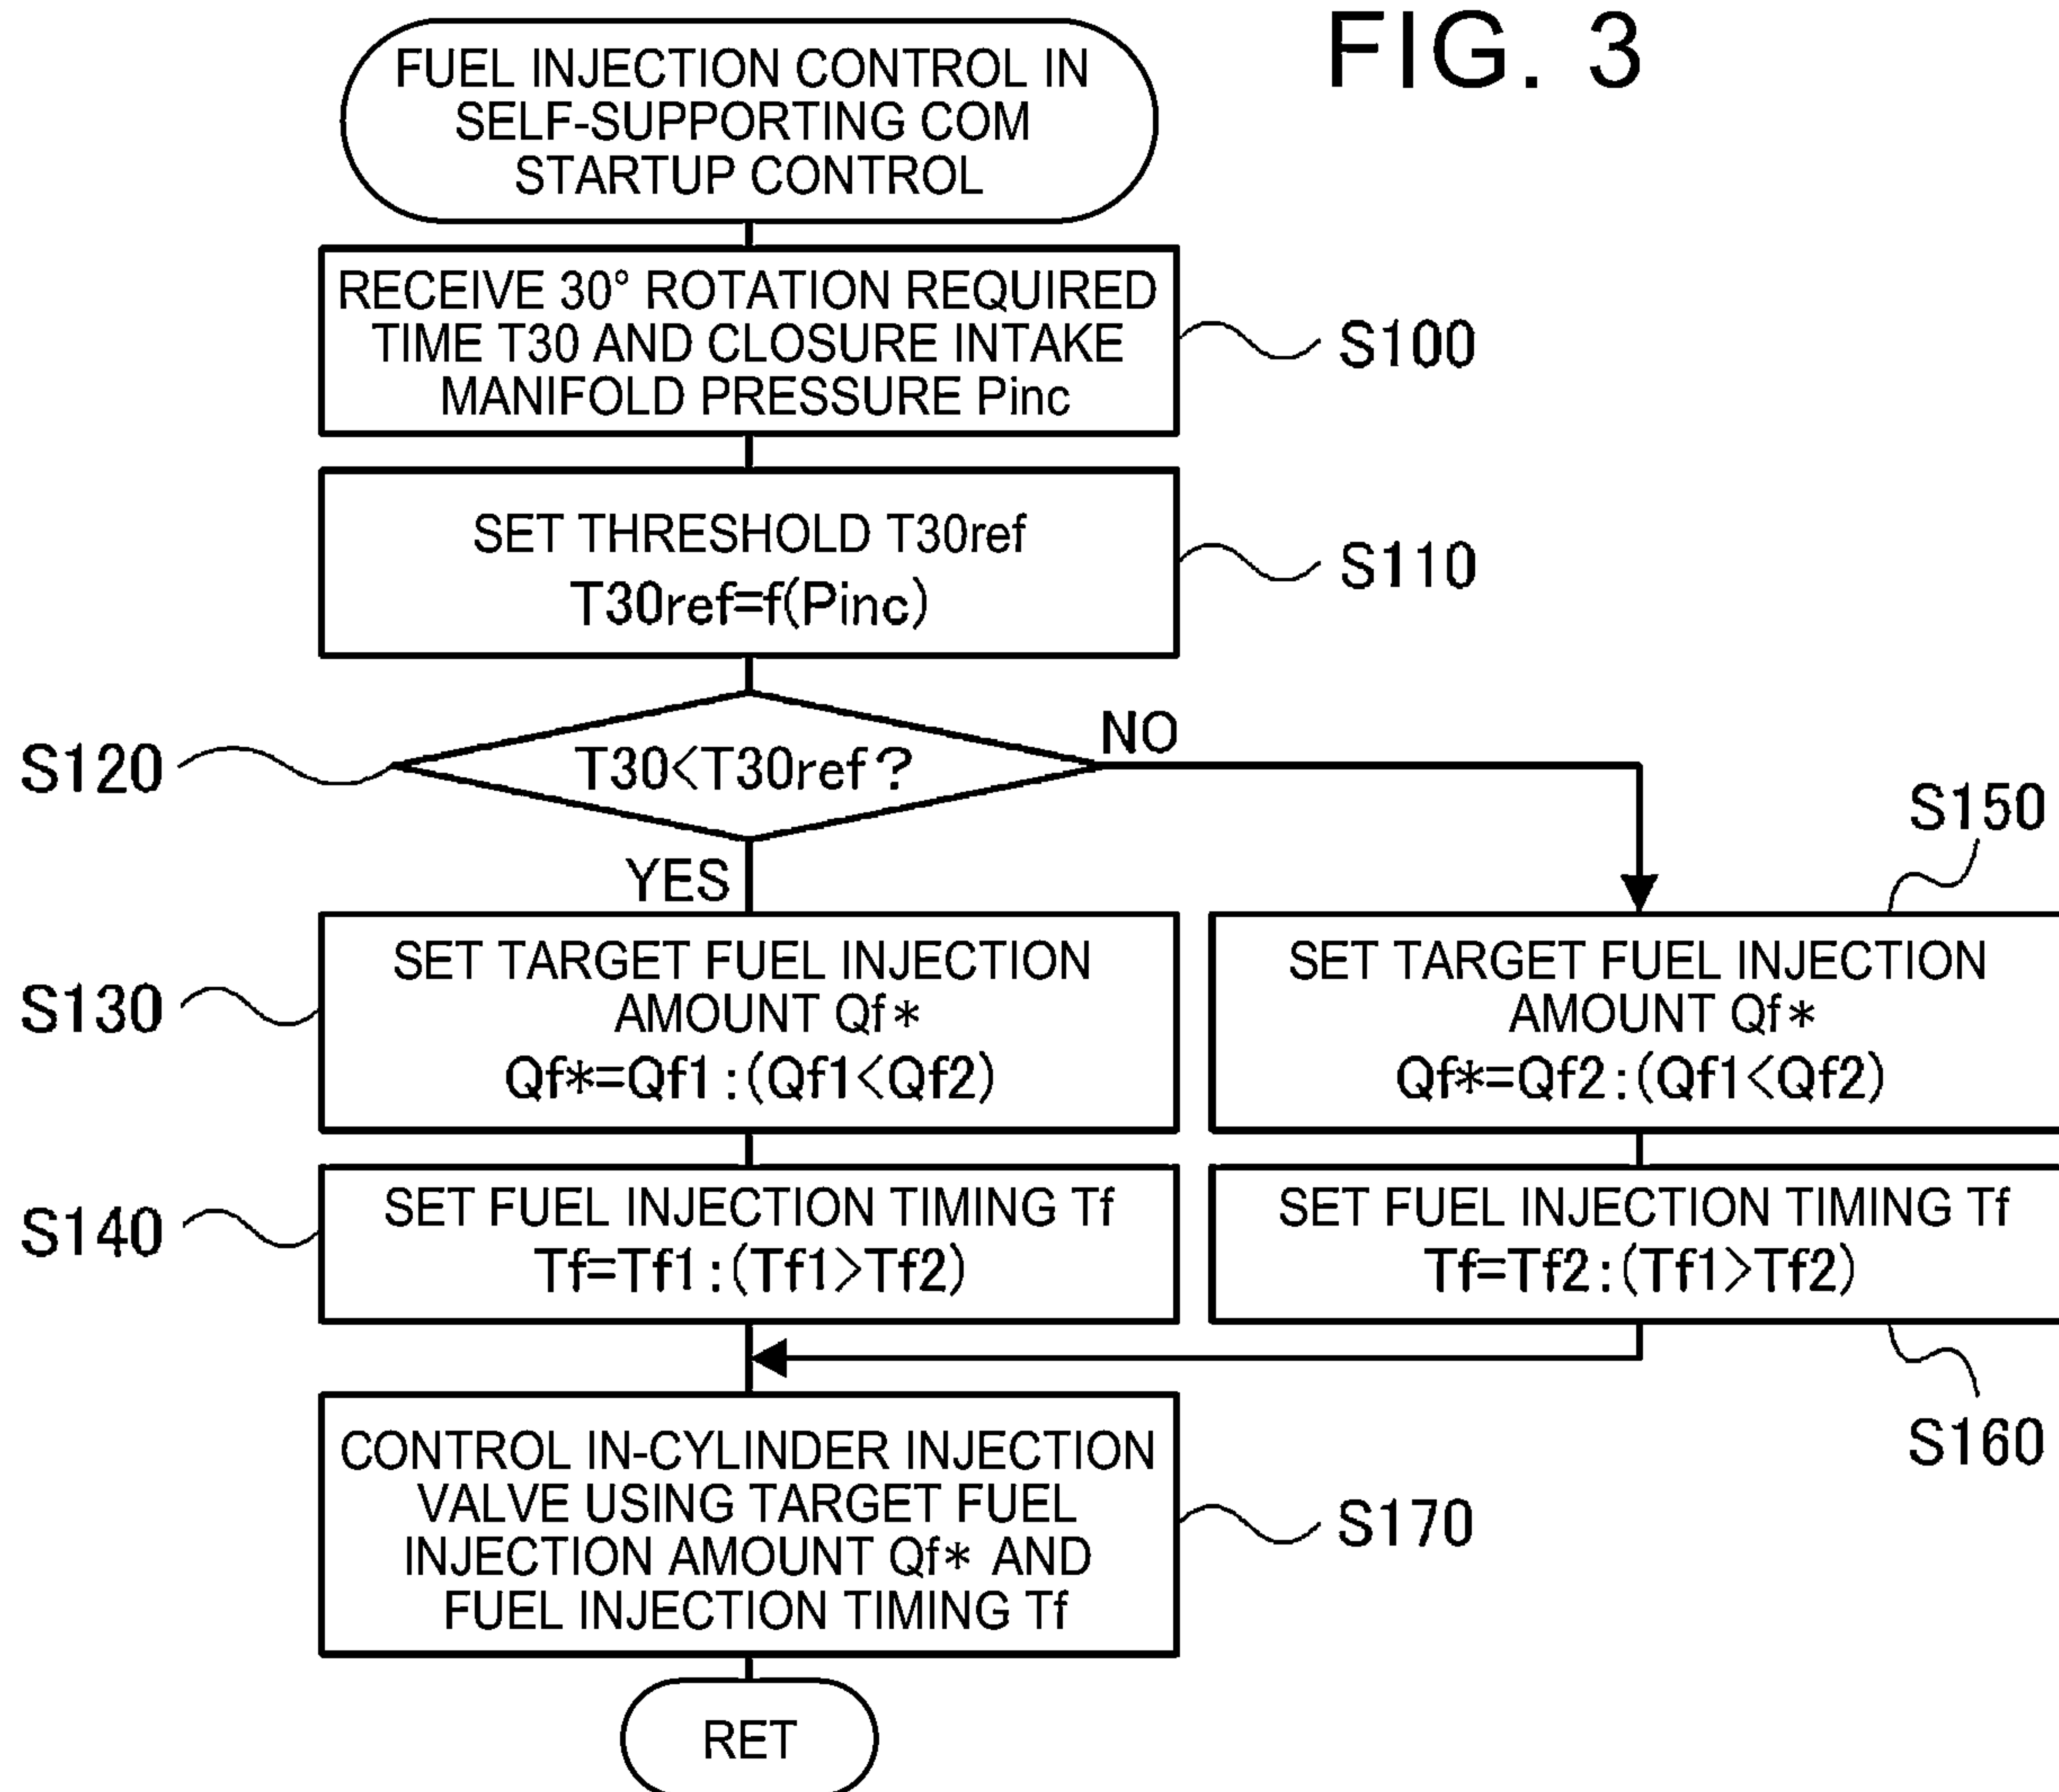 FIG. 3
FUEL INJECTION CONTROL IN
SELF-SUPPORTING COM
STARTUP CONTROL
RECEIVE 30° ROTATION REQUIRED
TIME T30 AND CLOSURE INTAKE
MANIFOLD PRESSURE Pinc
S100
SET THRESHOLD T30ref
T30ref=f(Pinc)
S110
S120
T30<T30ref?
NO
YES
S130
SET TARGET FUEL INJECTION
AMOUNT Qf*
Qf*=Qf1:(Qf1<Qf2)
S150
SET TARGET FUEL INJECTION
AMOUNT Qf*
Qf*=Qf2:(Qf1<Qf2)
S140
SET FUEL INJECTION TIMING Tf
Tf=Tf1:(Tf1>Tf2)
SET FUEL INJECTION TIMING Tf
Tf=Tf2:(Tf1>Tf2)
S160
CONTROL IN-CYLINDER INJECTION
VALVE USING TARGET FUEL
INJECTION AMOUNT Qf* AND
FUEL INJECTION TIMING Tf
S170
RET